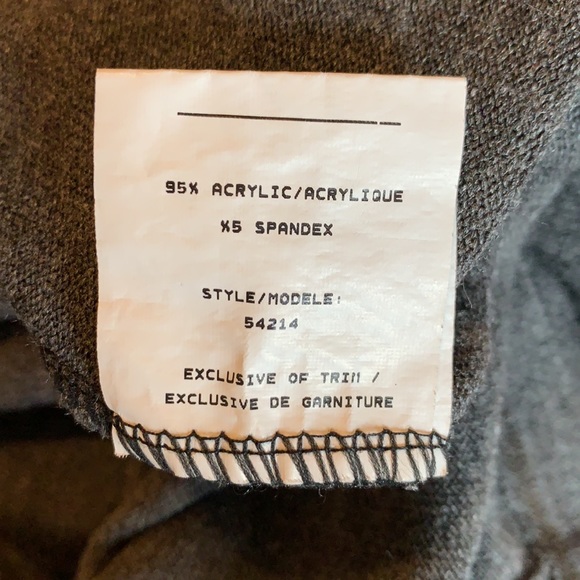 95% ACRYLIC/ACRYLIQUE
%5 SPANDEX
STYLE/MODELE:
54214
EXCLUSIVE OF TRIM /
EXCLUSIVE DE GARNITURE